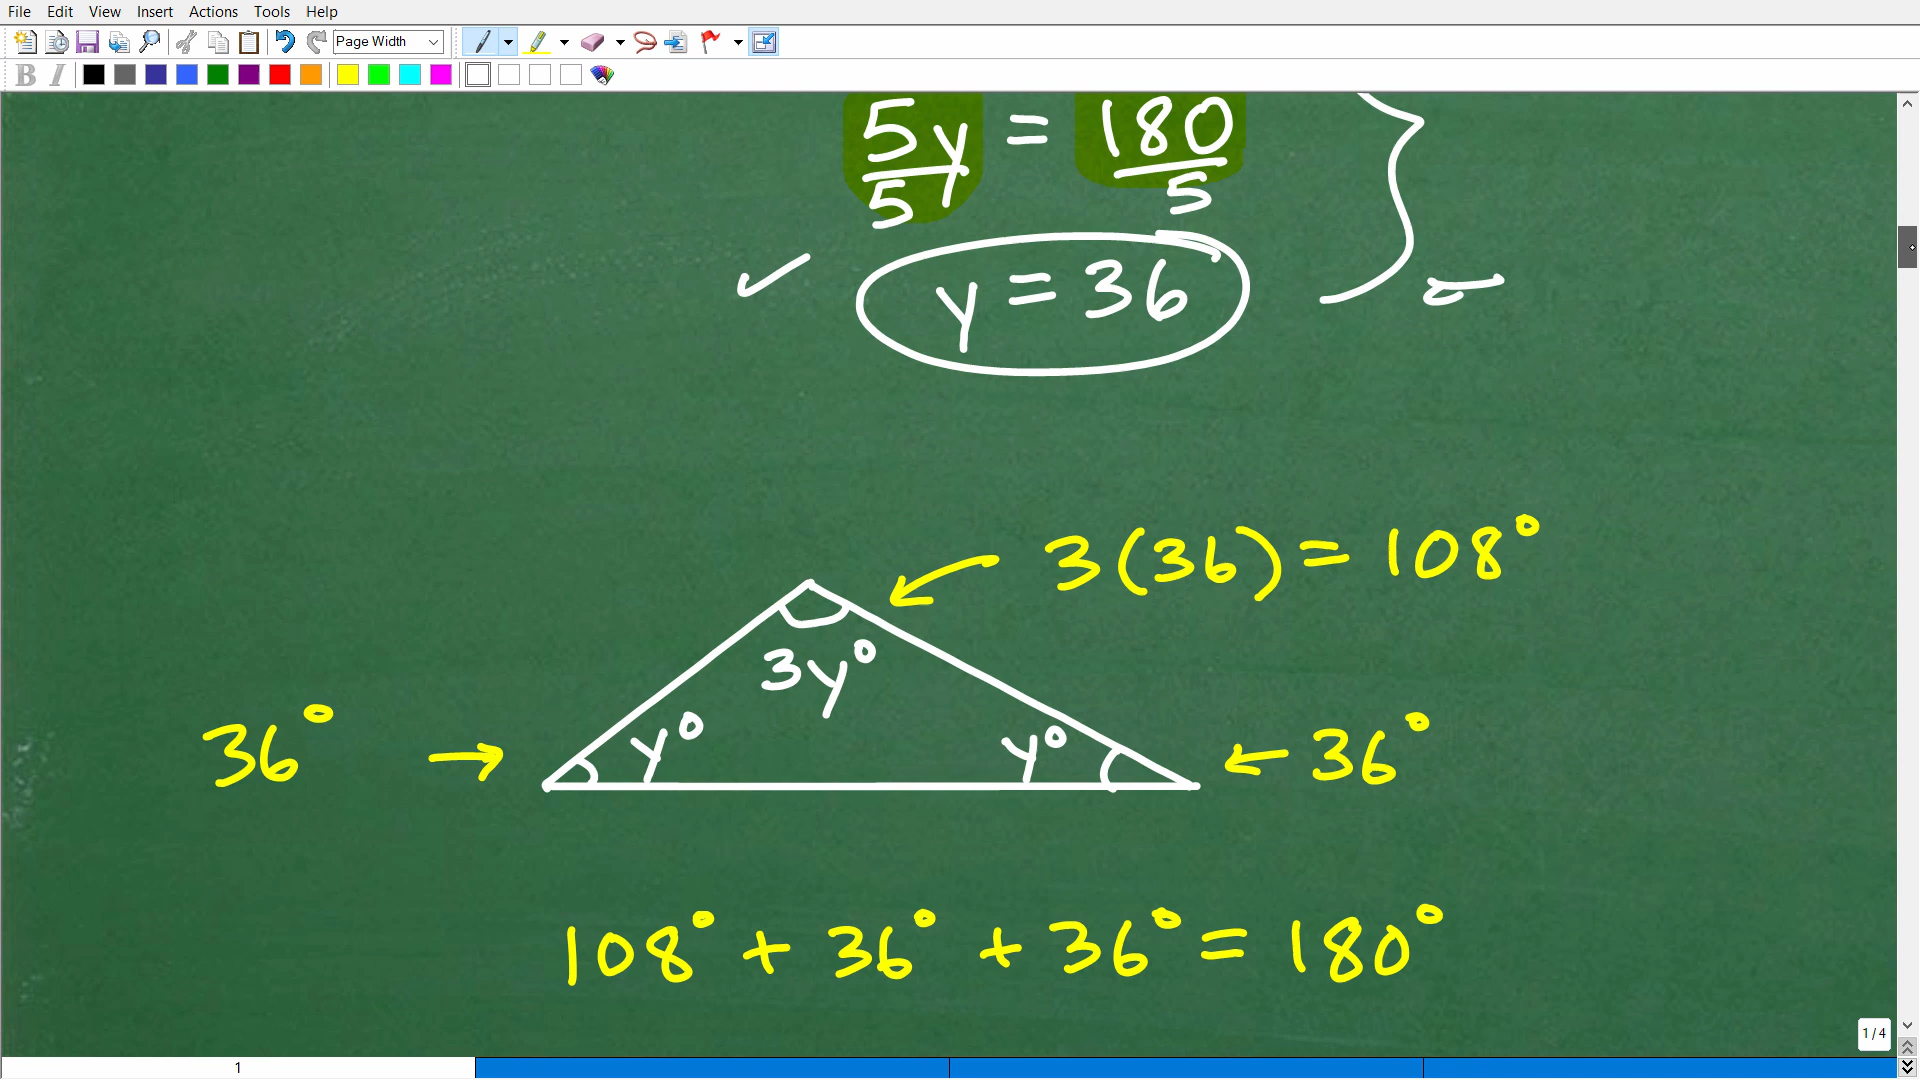 File Edit View Insert Actions Tools Help
Page Width
B I
5y = 180
5 5
y = 36
3(36) = 108°
3y°
36° → y° y° ← 36°
108° + 36° + 36° = 180°
1 / 4
1